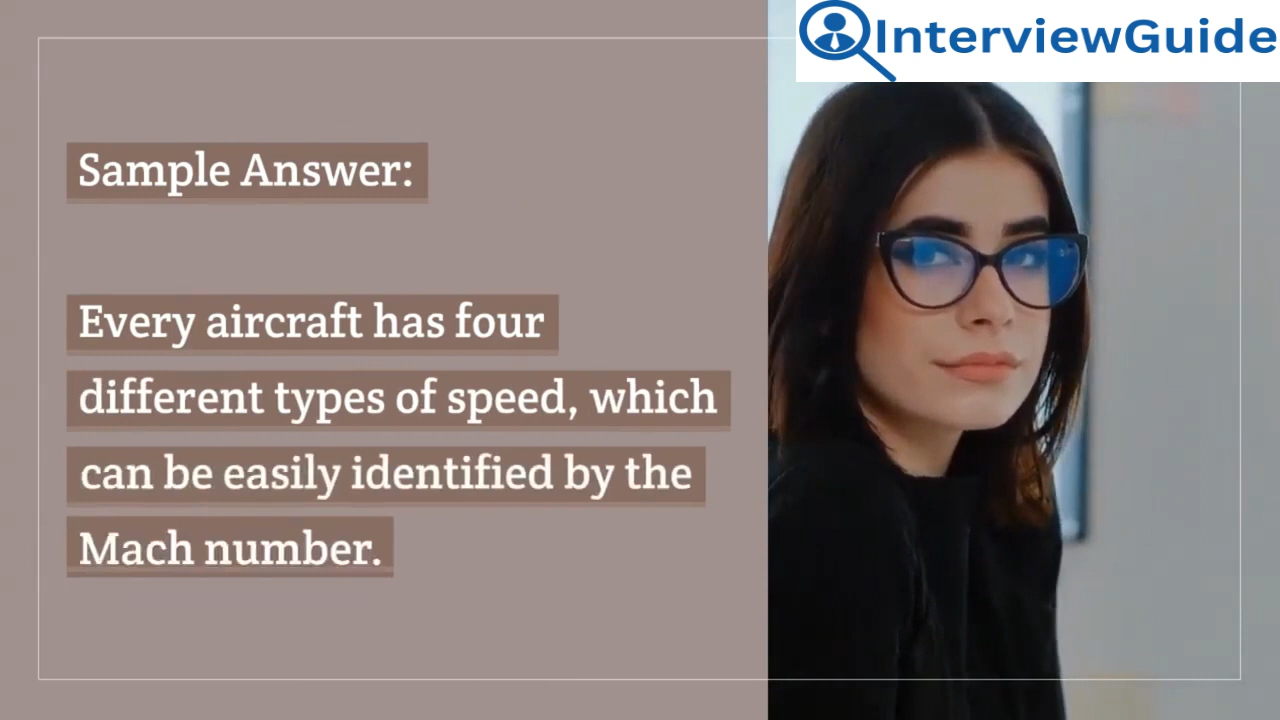 InterviewGuide
Sample Answer:
Every aircraft has four
different types of speed, which
can be easily identified by the
Mach number.